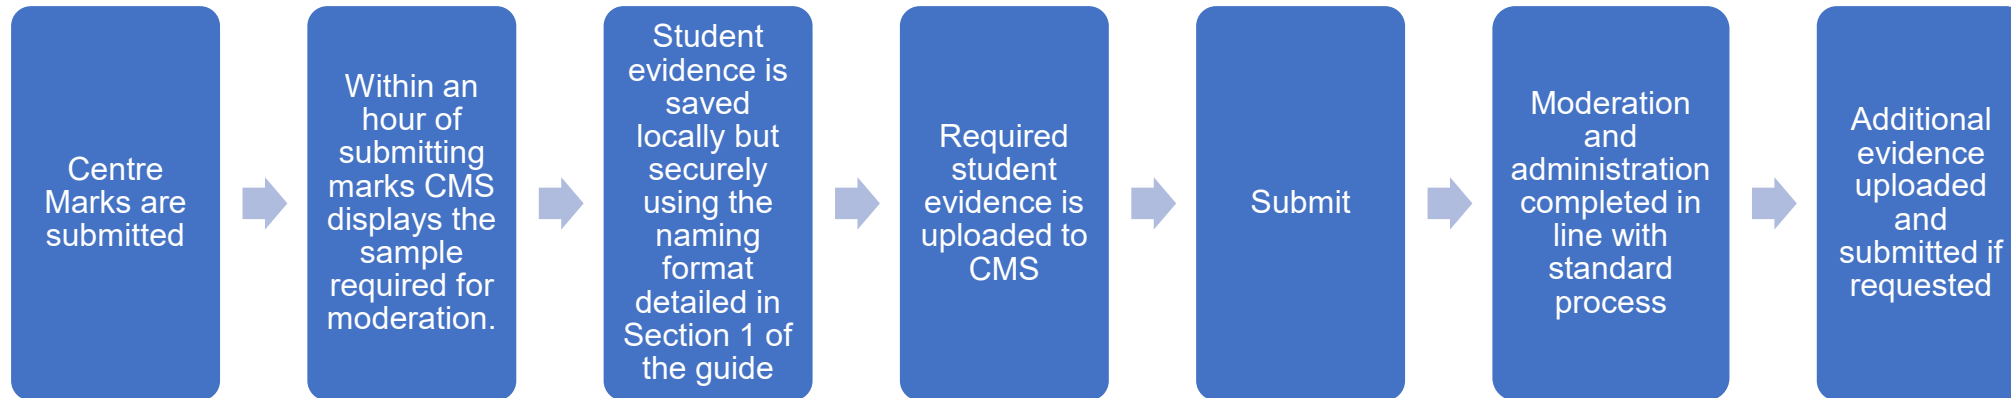 Centre
Marks are
submitted
Within an
hour of
submitting
marks CMS
displays the
sample
required for
moderation.
Student
evidence is
saved
locally but
securely
using the
naming
format
detailed in
Section 1 of
the guide
Required
student
evidence is
uploaded to
CMS
Submit
Moderation
and
administration
completed in
line with
standard
process
Additional
evidence
uploaded
and
submitted if
requested